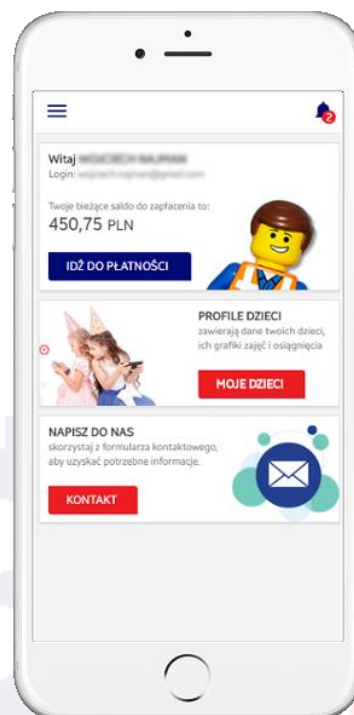 2
Witaj
Login:
Twoje bieżące saldo do zapłacenia to:
450,75 PLN
IDŹ DO PŁATNOŚCI
PROFILE DZIECI
zawierają dane twoich dzieci,
ich grafiki zajęć i osiągnięcia
MOJE DZIECI
NAPISZ DO NAS
skorzystaj z formularza kontaktowego,
aby uzyskać potrzebne informacje.
KONTAKT